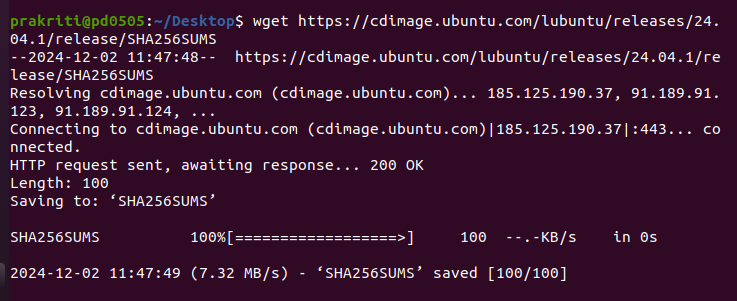 prakriti@pd0505:~/Desktop$ wget https://cdimage.ubuntu.com/lubuntu/releases/24.
04.1/release/SHA256SUMS
--2024-12-02 11:47:48--  https://cdimage.ubuntu.com/lubuntu/releases/24.04.1/re
lease/SHA256SUMS
Resolving cdimage.ubuntu.com (cdimage.ubuntu.com)... 185.125.190.37, 91.189.91.
123, 91.189.91.124, ...
Connecting to cdimage.ubuntu.com (cdimage.ubuntu.com)|185.125.190.37|:443... co
nnected.
HTTP request sent, awaiting response... 200 OK
Length: 100
Saving to: ‘SHA256SUMS’
SHA256SUMS          100%[==================>]     100  --.-KB/s    in 0s
2024-12-02 11:47:49 (7.32 MB/s) - ‘SHA256SUMS’ saved [100/100]